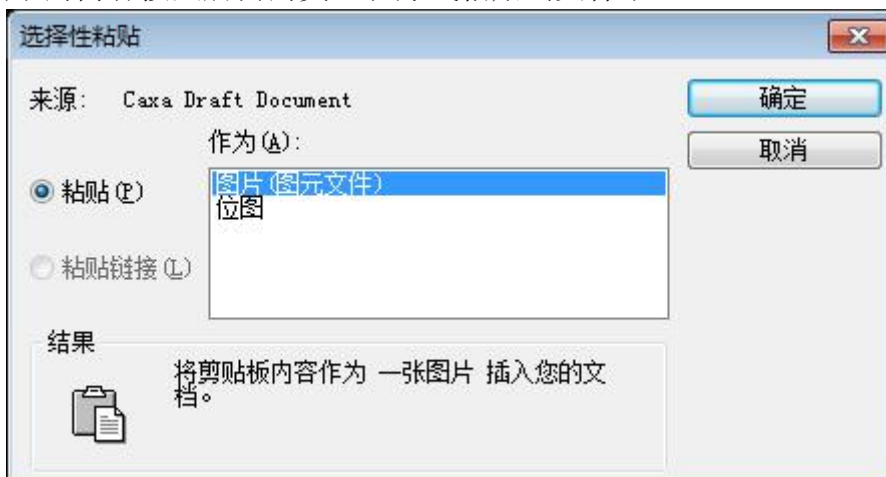 选择性粘贴
来源: Caxa Draft Document
确定
作为(A):
取消
粘贴(P)
图片(图元文件)
位图
粘贴链接(L)
结果
将剪贴板内容作为 一张图片 插入您的文
档。